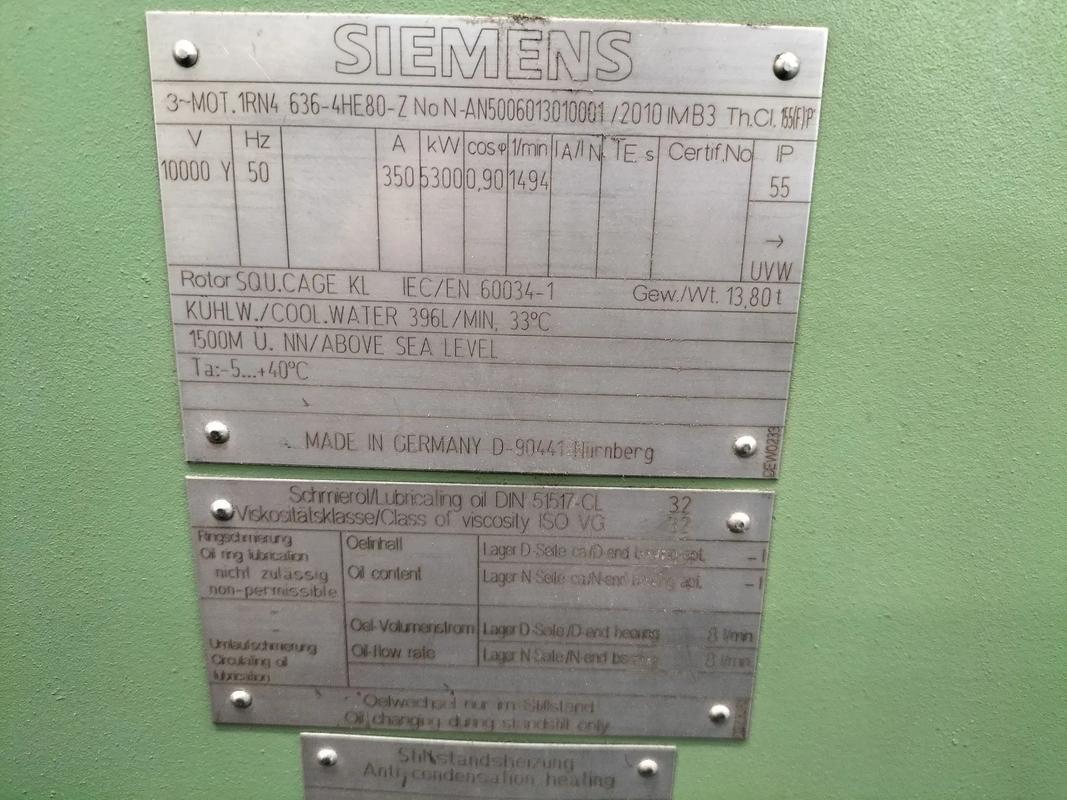 SIEMENS
3~MOT. 1RN4 636-4HE80-Z No N-AN5006013010001 /2010 IMB3 Th.Cl. 155(F)
V Hz A kW cosφ 1/min IA/IN TE s Certif.No IP
10000 Y 50 350 5300 0,90 1494 55
→
UVW
Rotor SQU.CAGE KL IEC/EN 60034-1 Gew./Wt. 13,80 t
KÜHLW./COOL.WATER 396L/MIN, 33°C
1500M Ü. NN/ABOVE SEA LEVEL
Ta:-5...+40°C
MADE IN GERMANY D-90441 Nürnberg
DEW0233
Schmieröl/Lubricating oil DIN 51517-CL 32
Viskositätsklasse/Class of viscosity ISO VG 32
Ringschmierung
Oil ring lubrication
nicht zulässig
non-permissible
-
-
Umlaufschmierung
Circulating oil
lubrication
Oelinhalt
Oil content
Lager D-Seite ca/D-end bearing apt. - l
Lager N-Seite ca/N-end bearing apt. - l
Oel-Volumenstrom
Oil-flow rate
Lager D-Seite/D-end bearing 8 l/min
Lager N-Seite/N-end bearing 8 l/min
Oelwechsel nur im Stillstand
Oil changing during standstill only
Stillstandsheizung
Anti condensation heating